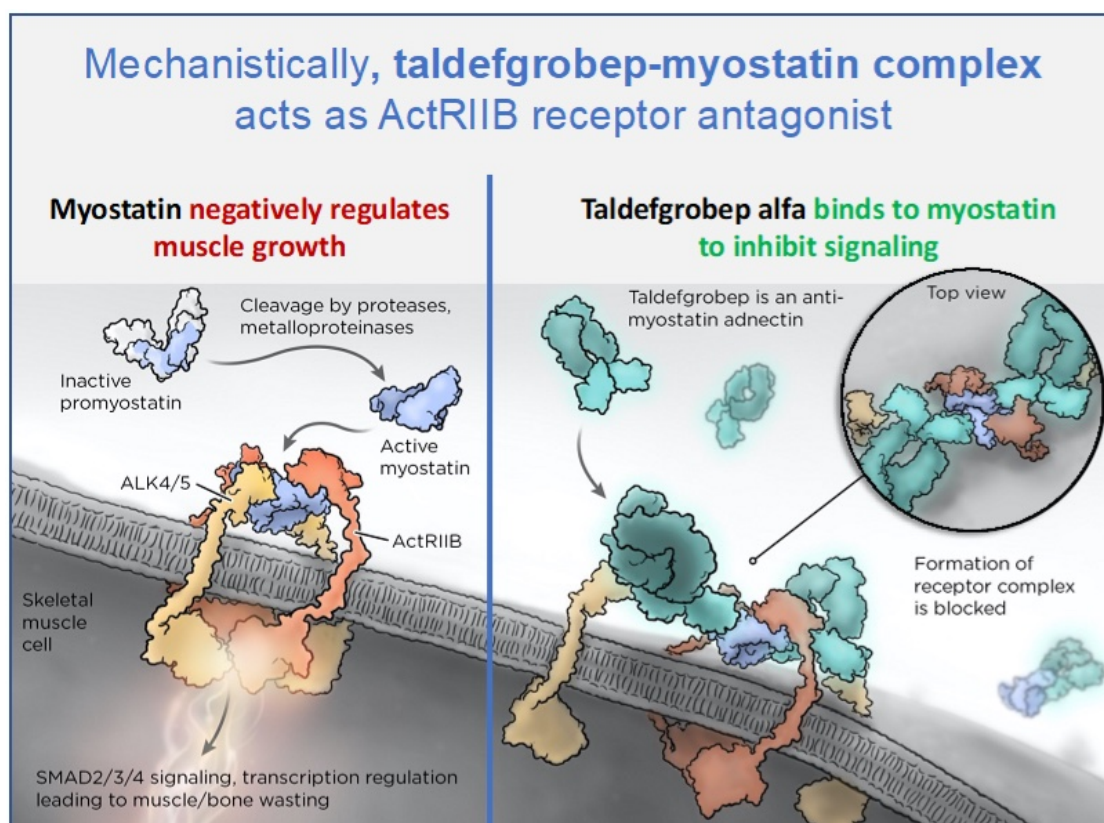 Mechanistically, taldefgrobep-myostatin complex
acts as ActRIIB receptor antagonist
Myostatin negatively regulates
muscle growth
Cleavage by proteases,
metalloproteinases
Inactive
promyostatin
Active
myostatin
ALK4/5
ActRIIB
Skeletal
muscle
cell
SMAD2/3/4 signaling, transcription regulation
leading to muscle/bone wasting
Taldefgrobep alfa binds to myostatin
to inhibit signaling
Taldefgrobep is an anti-
myostatin adnectin
Top view
Formation of
receptor complex
is blocked